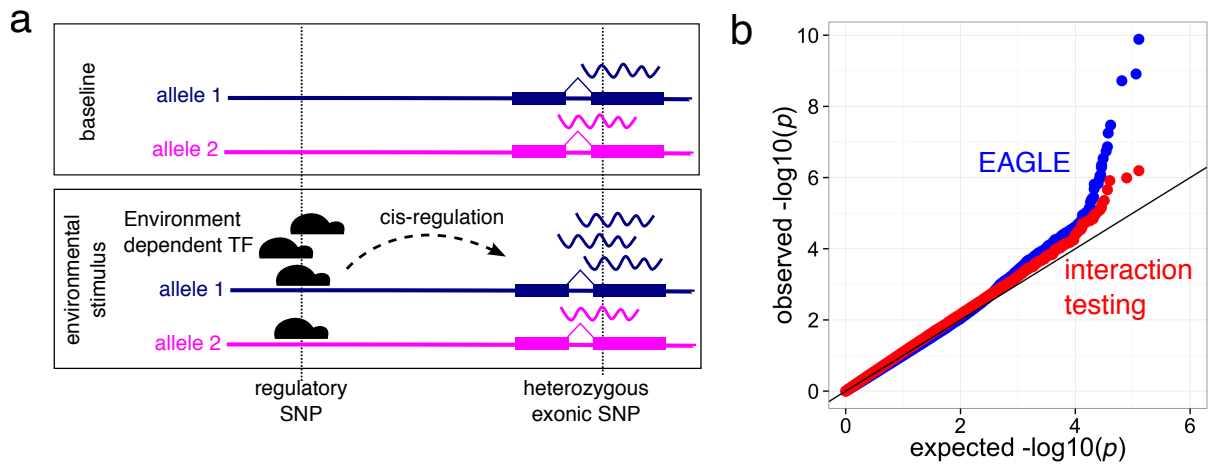 a
baseline
allele 1
allele 2
environmental
stimulus
Environment
dependent TF
cis-regulation
allele 1
allele 2
regulatory
SNP
heterozygous
exonic SNP
b
observed -log10(p)
10
8
6
4
2
0
EAGLE
interaction
testing
0
2
4
6
expected -log10(p)